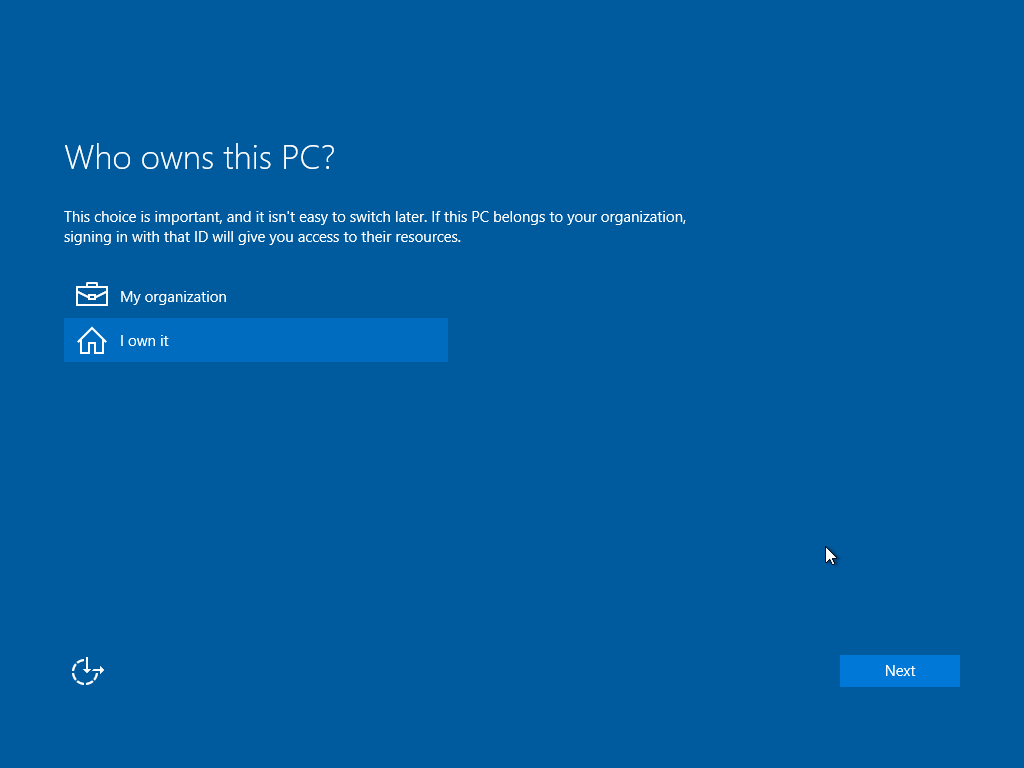 Who owns this PC?
This choice is important, and it isn't easy to switch later. If this PC belongs to your organization,
signing in with that ID will give you access to their resources.
My organization
I own it
Next